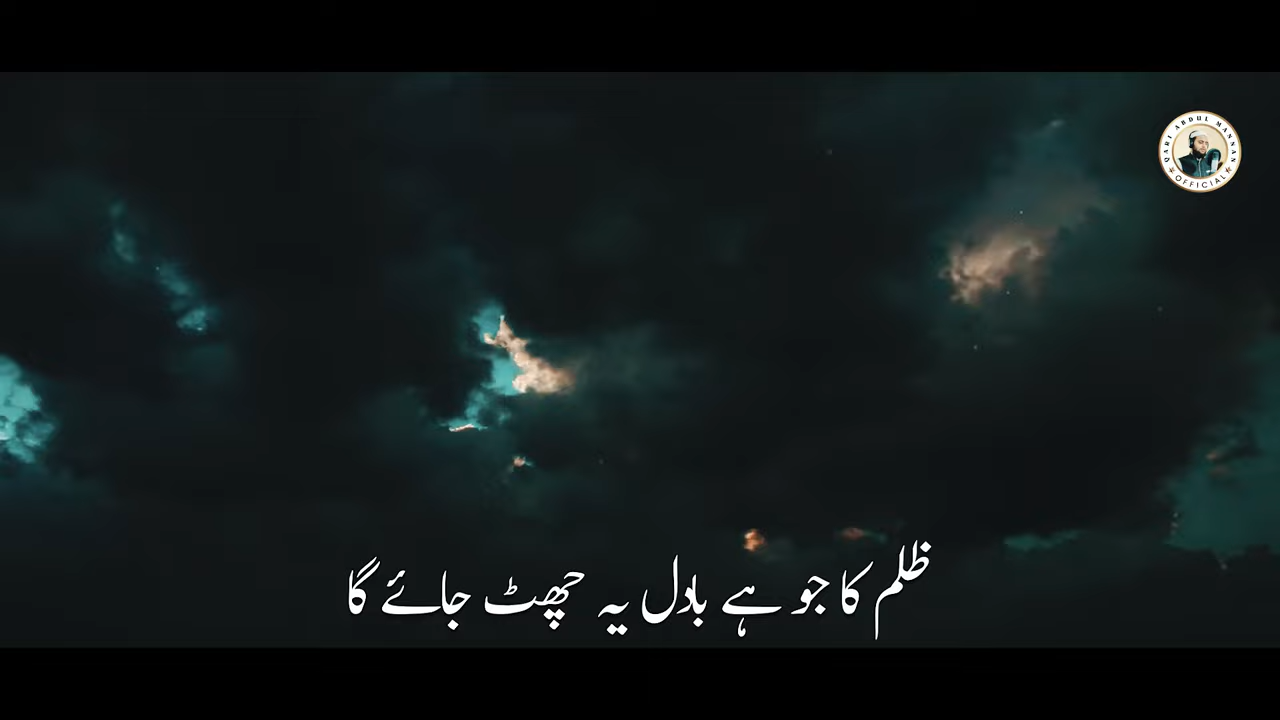 QARI ABDUL MANNAN
OFFICIAL
ظلم کا جو ہے بادل یہ چھٹ جائے گا